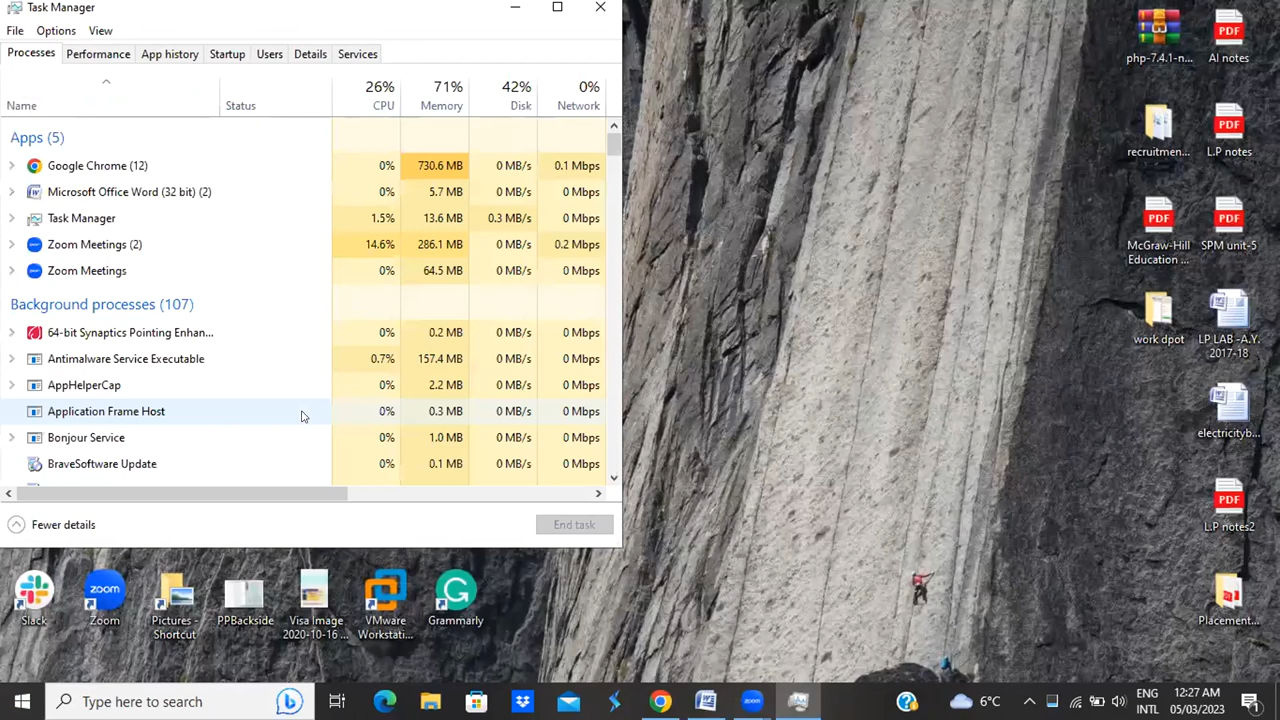 Task Manager
File Options View
Processes Performance App history Startup Users Details Services
26% 71% 42% 0%
Name Status CPU Memory Disk Network
Apps (5)
Google Chrome (12) 0% 730.6 MB 0 MB/s 0.1 Mbps
Microsoft Office Word (32 bit) (2) 0% 5.7 MB 0 MB/s 0 Mbps
Task Manager 1.5% 13.6 MB 0.3 MB/s 0 Mbps
Zoom Meetings (2) 14.6% 286.1 MB 0 MB/s 0.2 Mbps
Zoom Meetings 0% 64.5 MB 0 MB/s 0 Mbps
Background processes (107)
64-bit Synaptics Pointing Enhan... 0% 0.2 MB 0 MB/s 0 Mbps
Antimalware Service Executable 0.7% 157.4 MB 0 MB/s 0 Mbps
AppHelperCap 0% 2.2 MB 0 MB/s 0 Mbps
Application Frame Host 0% 0.3 MB 0 MB/s 0 Mbps
Bonjour Service 0% 1.0 MB 0 MB/s 0 Mbps
BraveSoftware Update 0% 0.1 MB 0 MB/s 0 Mbps
Fewer details End task
php-7.4.1-n...
PDF
AI notes
recruitmen...
PDF
L.P notes
PDF
McGraw-Hill
Education ...
PDF
SPM unit-5
work dpot
LP LAB -A.Y.
2017-18
electricityb...
PDF
L.P notes2
Placement...
Slack
zoom
Zoom
Pictures -
Shortcut
PPBackside
Visa Image
2020-10-16 ...
VMware
Workstati...
Grammarly
Type here to search
zoom
6°C
ENG
INTL
12:27 AM
05/03/2023